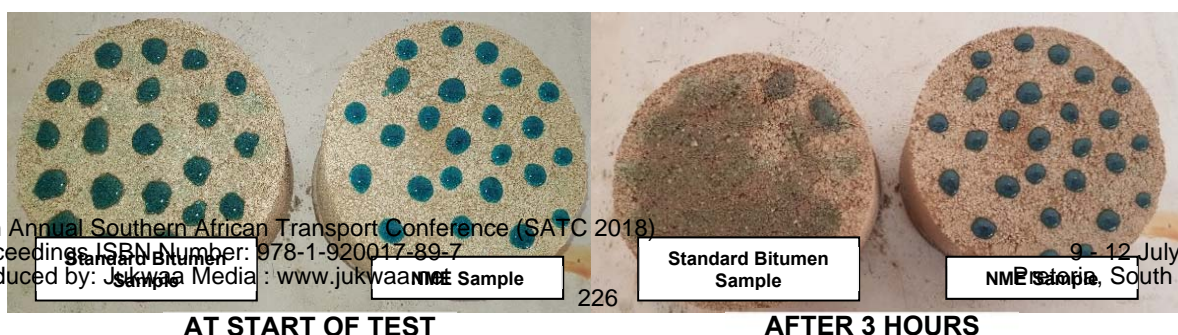 Annual Southern African Transport Conference (SATC 2018)
ceedings ISBN Number: 978-1-920017-89-7
9 - 12 July
duced by: Jukwaa Media : www.jukwaa
Pretoria, South
Standard Bitumen
Sample
NME Sample
Standard Bitumen
Sample
NME Sample
226
AT START OF TEST
AFTER 3 HOURS